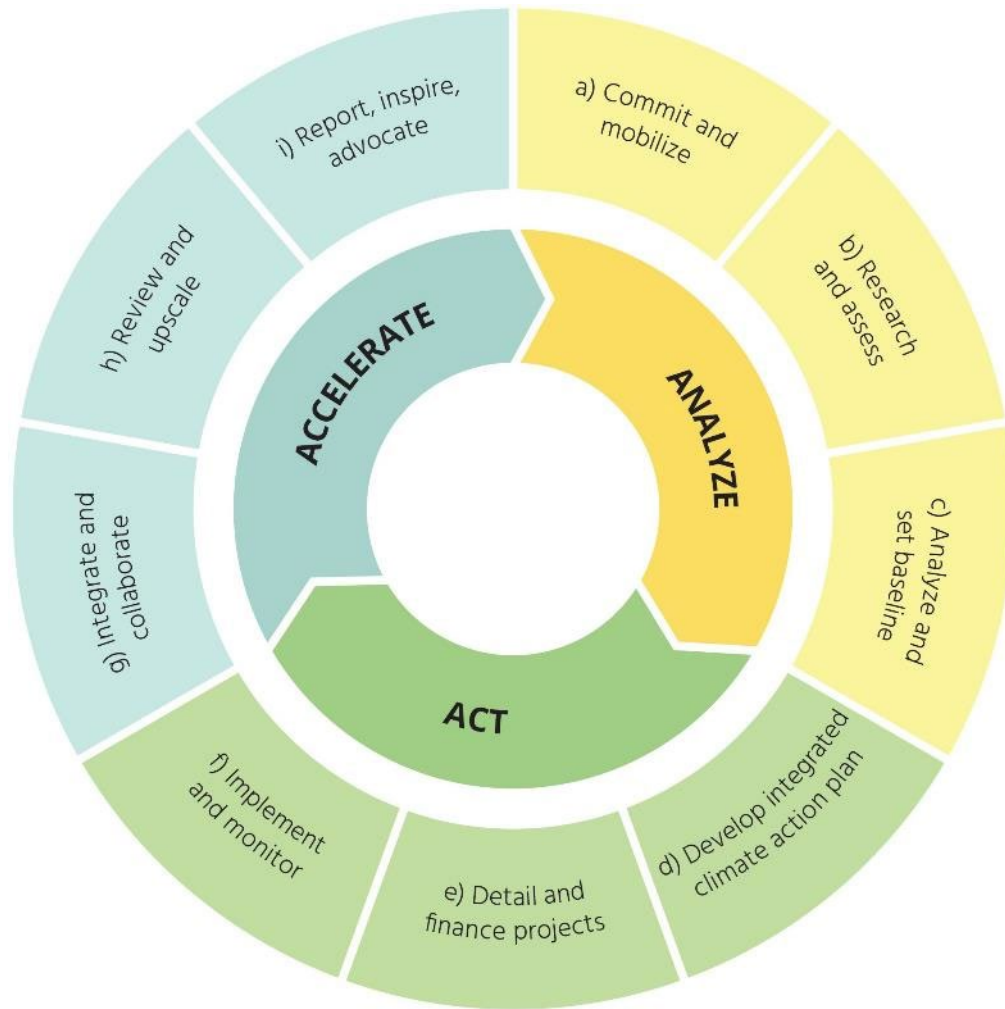 a) Commit and
mobilize
b) Research
and assess
c) Analyze and
set baseline
d) Develop integrated
climate action plan
e) Detail and
finance projects
f) Implement
and monitor
g) Integrate and
collaborate
h) Review and
upscale
i) Report, inspire,
advocate
ANALYZE
ACT
ACCELERATE